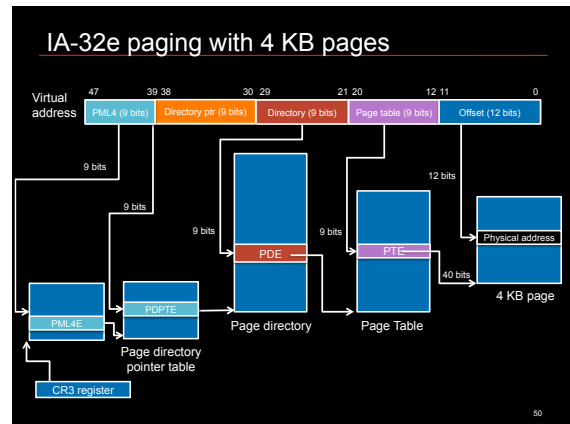 IA-32e paging with 4 KB pages
47 39 38 30 29 21 20 12 11 0
Virtual
address
PML4 (9 bits) Directory ptr (9 bits) Directory (9 bits) Page table (9 bits) Offset (12 bits)
9 bits
12 bits
9 bits
9 bits
9 bits
Physical address
PDE
PTE
40 bits
4 KB page
PDPTE
PML4E
Page directory
Page Table
Page directory
pointer table
CR3 register
50